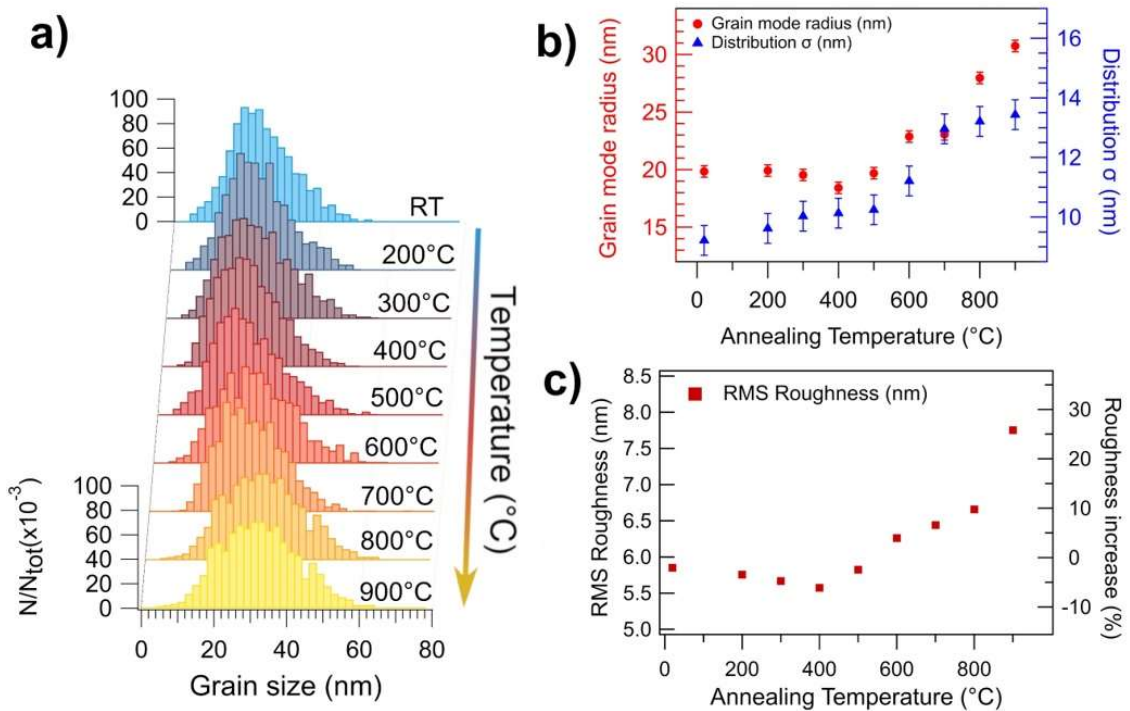 a)
100
80
60
40
20
0
RT
200°C
300°C
400°C
500°C
600°C
700°C
800°C
900°C
Temperature (°C)
100
80
60
40
20
0
N/Ntot(x10⁻³)
0 20 40 60 80
Grain size (nm)
b)
Grain mode radius (nm)
Distribution σ (nm)
30
25
20
15
Grain mode radius (nm)
16
14
12
10
Distribution σ (nm)
0 200 400 600 800
Annealing Temperature (°C)
c)
RMS Roughness (nm)
8.5
8.0
7.5
7.0
6.5
6.0
5.5
5.0
RMS Roughness (nm)
30
20
10
0
-10
Roughness increase (%)
0 200 400 600 800
Annealing Temperature (°C)